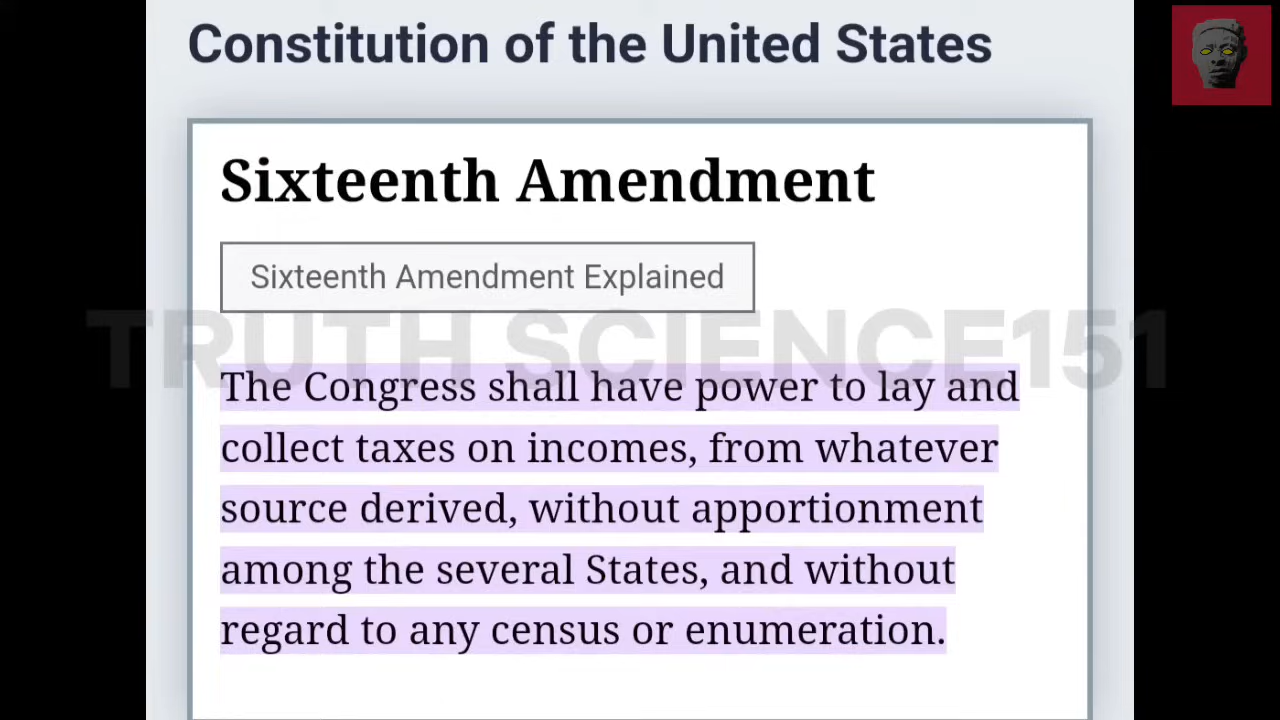 Constitution of the United States
Sixteenth Amendment
Sixteenth Amendment Explained
TRUTH SCIENCE151
The Congress shall have power to lay and
collect taxes on incomes, from whatever
source derived, without apportionment
among the several States, and without
regard to any census or enumeration.